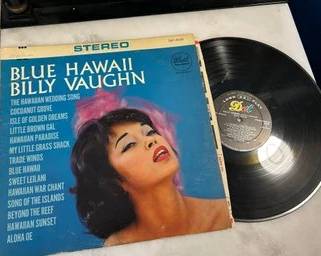 STEREO
BLUE HAWAII
BILLY VAUGHN
THE HAWAIIAN WEDDING SONG
COCOANUT GROVE
ISLE OF GOLDEN DREAMS
LITTLE BROWN GAL
HAWAIIAN PARADISE
MY LITTLE GRASS SHACK
TRADE WINDS
BLUE HAWAII
SWEET LEILANI
HAWAIIAN WAR CHANT
SONG OF THE ISLANDS
BEYOND THE REEF
HAWAIIAN SUNSET
ALOHA OE
Dot